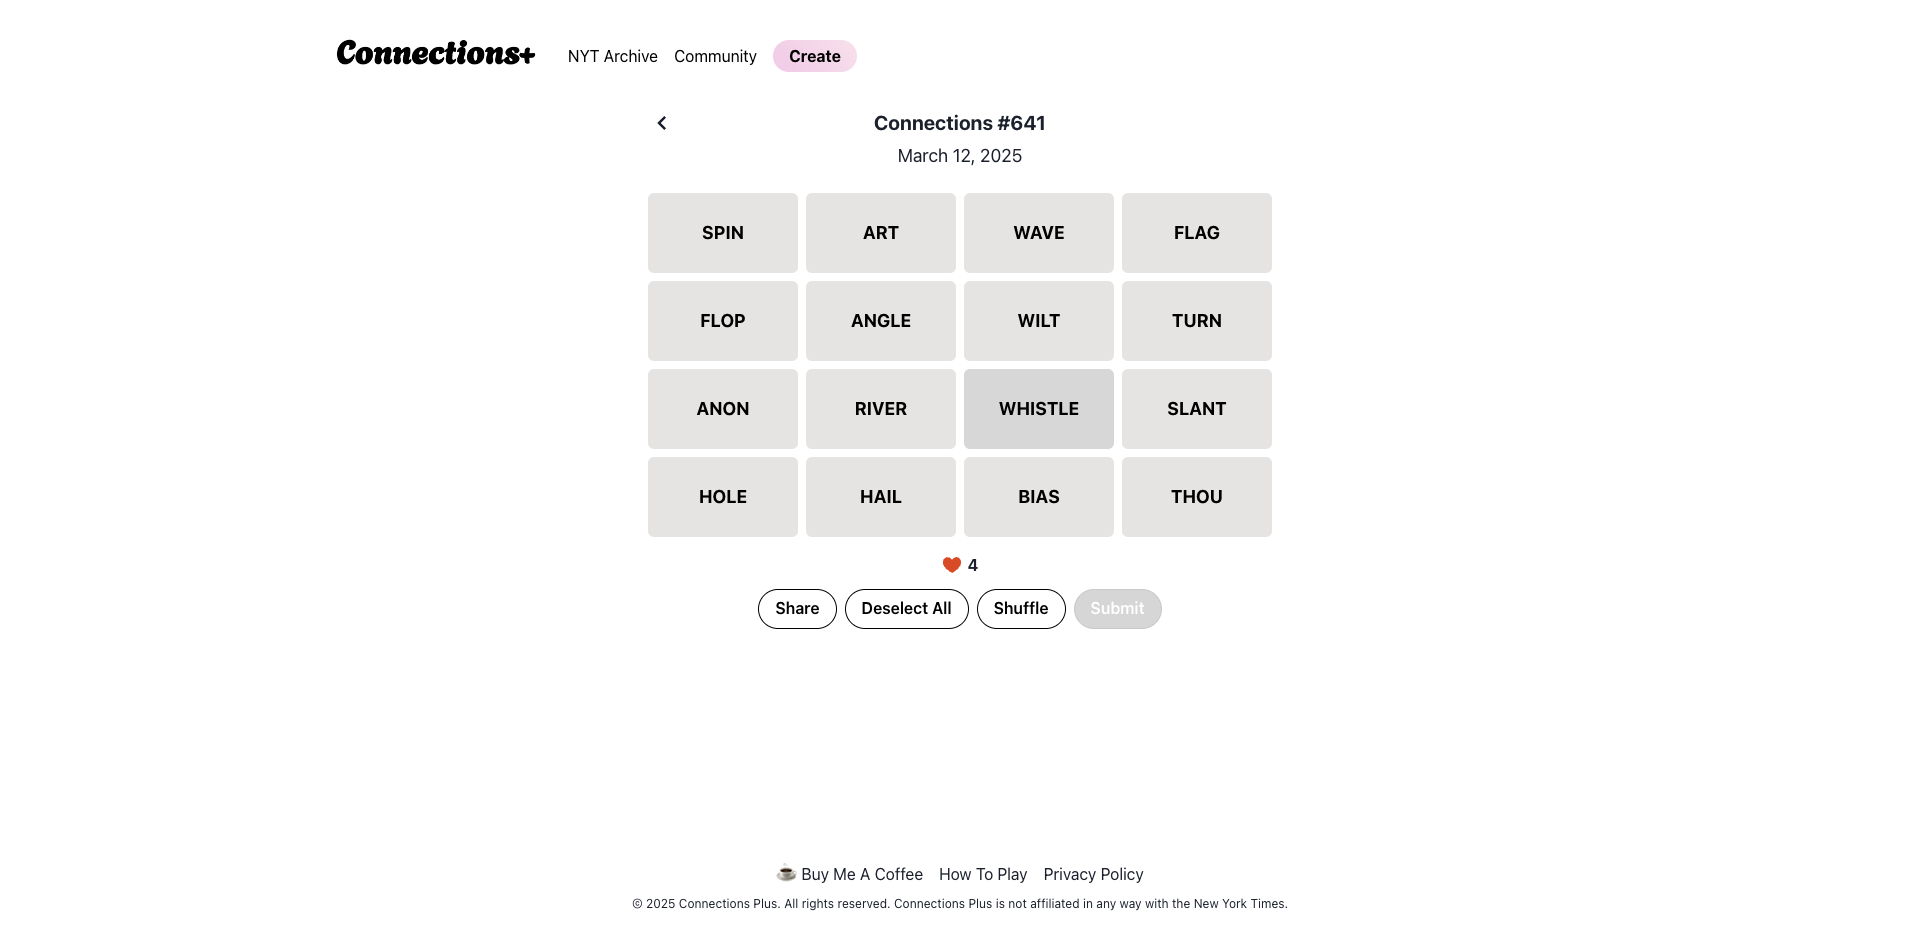 Connections+ NYT Archive Community Create
Connections #641
March 12, 2025
SPIN ART WAVE FLAG
FLOP ANGLE WILT TURN
ANON RIVER WHISTLE SLANT
HOLE HAIL BIAS THOU
4
Share Deselect All Shuffle Submit
Buy Me A Coffee How To Play Privacy Policy
© 2025 Connections Plus. All rights reserved. Connections Plus is not affiliated in any way with the New York Times.